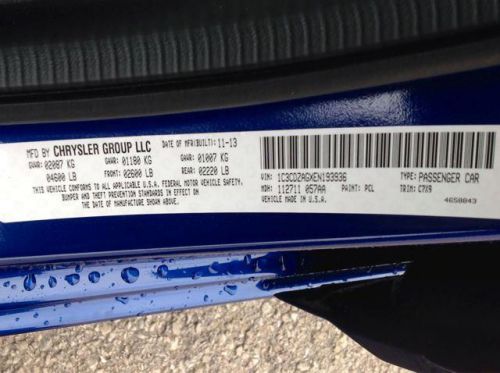 MFD BY CHRYSLER GROUP LLC
DATE OF MFR(BUILT): 11-13
GVWR: 02087 KG GAWR: 01180 KG GAWR: 01007 KG
04600 LB FRONT: 02600 LB REAR: 02220 LB
THIS VEHICLE CONFORMS TO ALL APPLICABLE U.S.A. FEDERAL MOTOR VEHICLE SAFETY,
BUMPER AND THEFT PREVENTION STANDARDS IN EFFECT ON
THE DATE OF MANUFACTURE SHOWN ABOVE.
VIN: 1C3CDZAGXEN193936 TYPE: PASSENGER CAR
MDH: 112711 057AA PAINT: PCL TRIM: C7X9
VEHICLE MADE IN U.S.A. 4658843